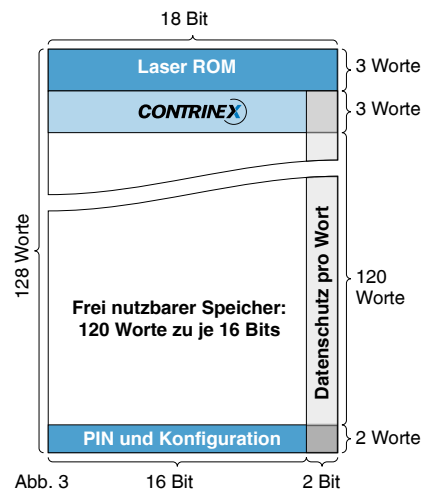 18 Bit
Laser ROM
3 Worte
CONTRINEX
3 Worte
128 Worte
Datenschutz pro Wort
Frei nutzbarer Speicher:
120 Worte zu je 16 Bits
120
Worte
PIN und Konfiguration
2 Worte
Abb. 3
16 Bit
2 Bit